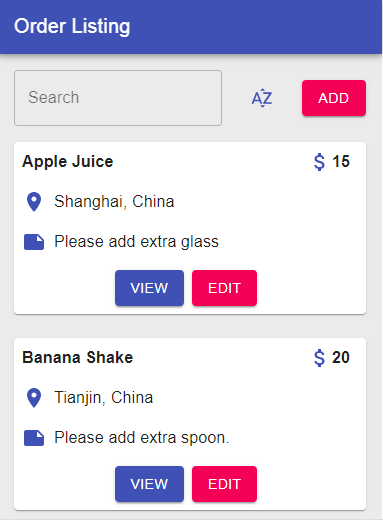 Order Listing
Search AZ ADD
Apple Juice $ 15
Shanghai, China
Please add extra glass
VIEW EDIT
Banana Shake $ 20
Tianjin, China
Please add extra spoon.
VIEW EDIT